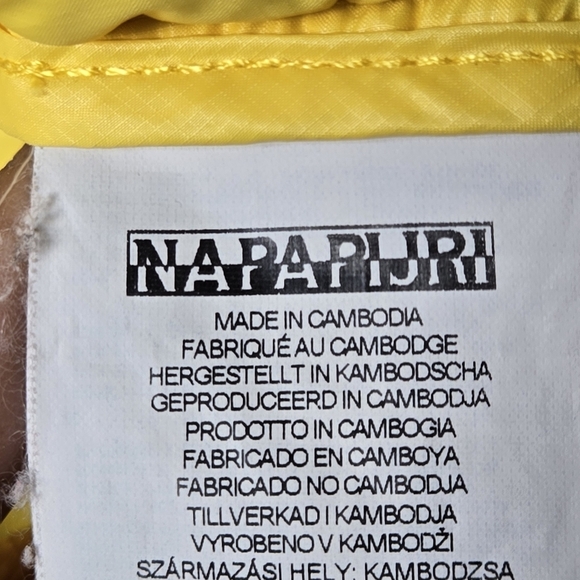 NAPAPIJRI
MADE IN CAMBODIA
FABRIQUÉ AU CAMBODGE
HERGESTELLT IN KAMBODSCHA
GEPRODUCEERD IN CAMBODJA
PRODOTTO IN CAMBOGIA
FABRICADO EN CAMBOYA
FABRICADO NO CAMBODJA
TILLVERKAD I KAMBODJA
VYROBENO V KAMBODŽI
SZÁRMAZÁSI HELY: KAMBODZSA